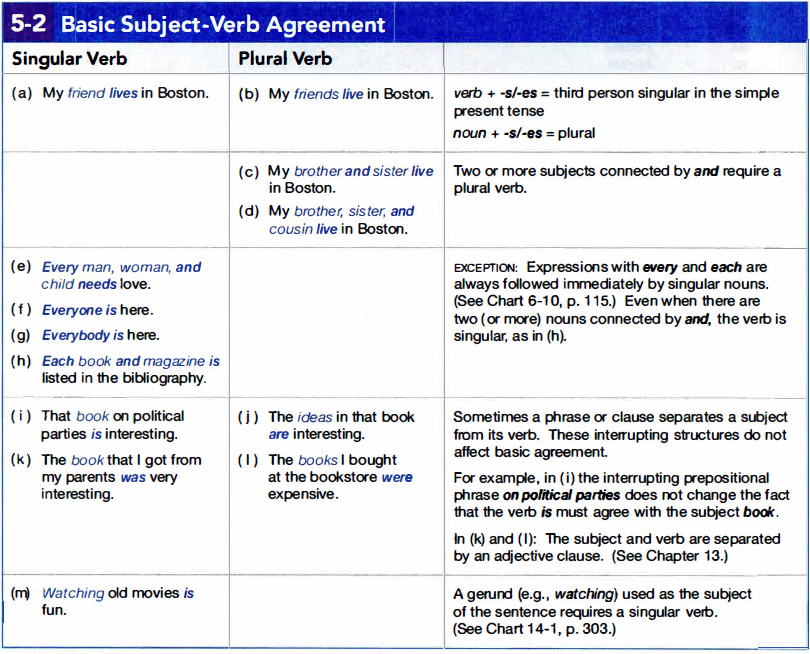 5-2 Basic Subject-Verb Agreement
Singular Verb
Plural Verb
(a) My friend lives in Boston.
(b) My friends live in Boston.
verb + -s/-es = third person singular in the simple
present tense
noun + -s/-es = plural
(c) My brother and sister live
in Boston.
(d) My brother, sister, and
cousin live in Boston.
Two or more subjects connected by and require a
plural verb.
(e) Every man, woman, and
child needs love.
(f) Everyone is here.
(g) Everybody is here.
(h) Each book and magazine is
listed in the bibliography.
EXCEPTION: Expressions with every and each are
always followed immediately by singular nouns.
(See Chart 6-10, p. 115.) Even when there are
two (or more) nouns connected by and, the verb is
singular, as in (h).
(i) That book on political
parties is interesting.
(k) The book that I got from
my parents was very
interesting.
(j) The ideas in that book
are interesting.
(l) The books I bought
at the bookstore were
expensive.
Sometimes a phrase or clause separates a subject
from its verb. These interrupting structures do not
affect basic agreement.
For example, in (i) the interrupting prepositional
phrase on political parties does not change the fact
that the verb is must agree with the subject book.
In (k) and (l): The subject and verb are separated
by an adjective clause. (See Chapter 13.)
(m) Watching old movies is
fun.
A gerund (e.g., watching) used as the subject
of the sentence requires a singular verb.
(See Chart 14-1, p. 303.)